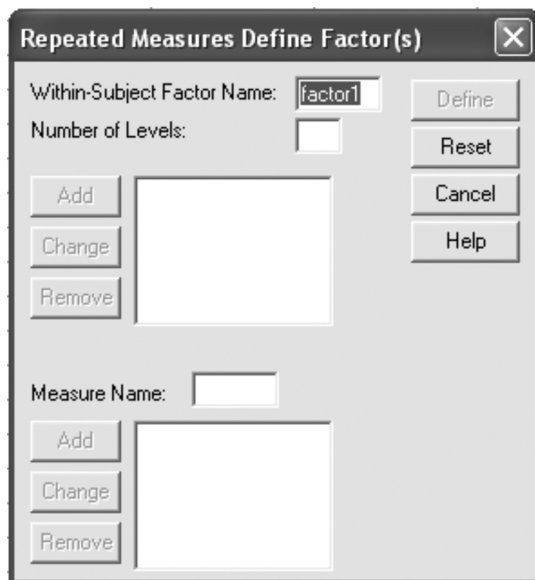 Repeated Measures Define Factor(s)
Within-Subject Factor Name: factor1
Define
Number of Levels:
Reset
Add
Cancel
Change
Help
Remove
Measure Name:
Add
Change
Remove